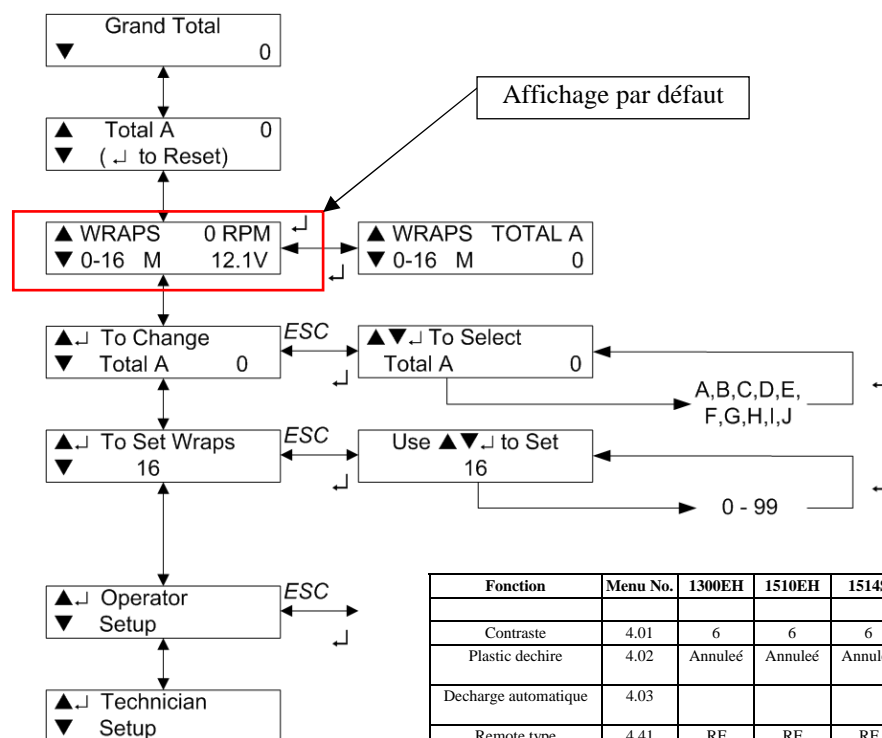 Grand Total
▼ 0
Affichage par défaut
▲ Total A 0
▼ ( ↵ to Reset)
▲ WRAPS 0 RPM ↵
▼ 0-16 M 12.1V ↵
▲ WRAPS TOTAL A
▼ 0-16 M 0
▲↵ To Change
▼ Total A 0
ESC
↵
▲▼↵ To Select
Total A 0
A,B,C,D,E,
F,G,H,I,J
▲↵ To Set Wraps
▼ 16
ESC
↵
Use ▲▼↵ to Set
16
0 - 99
▲↵ Operator
▼ Setup
ESC
↵
▲↵ Technician
▼ Setup
Fonction Menu No. 1300EH 1510EH 1514S
Contraste 4.01 6 6 6
Plastic dechire 4.02 Annuleé Annuleé Annul
Decharge automatique 4.03
Remote type 4.41 RF RF RF